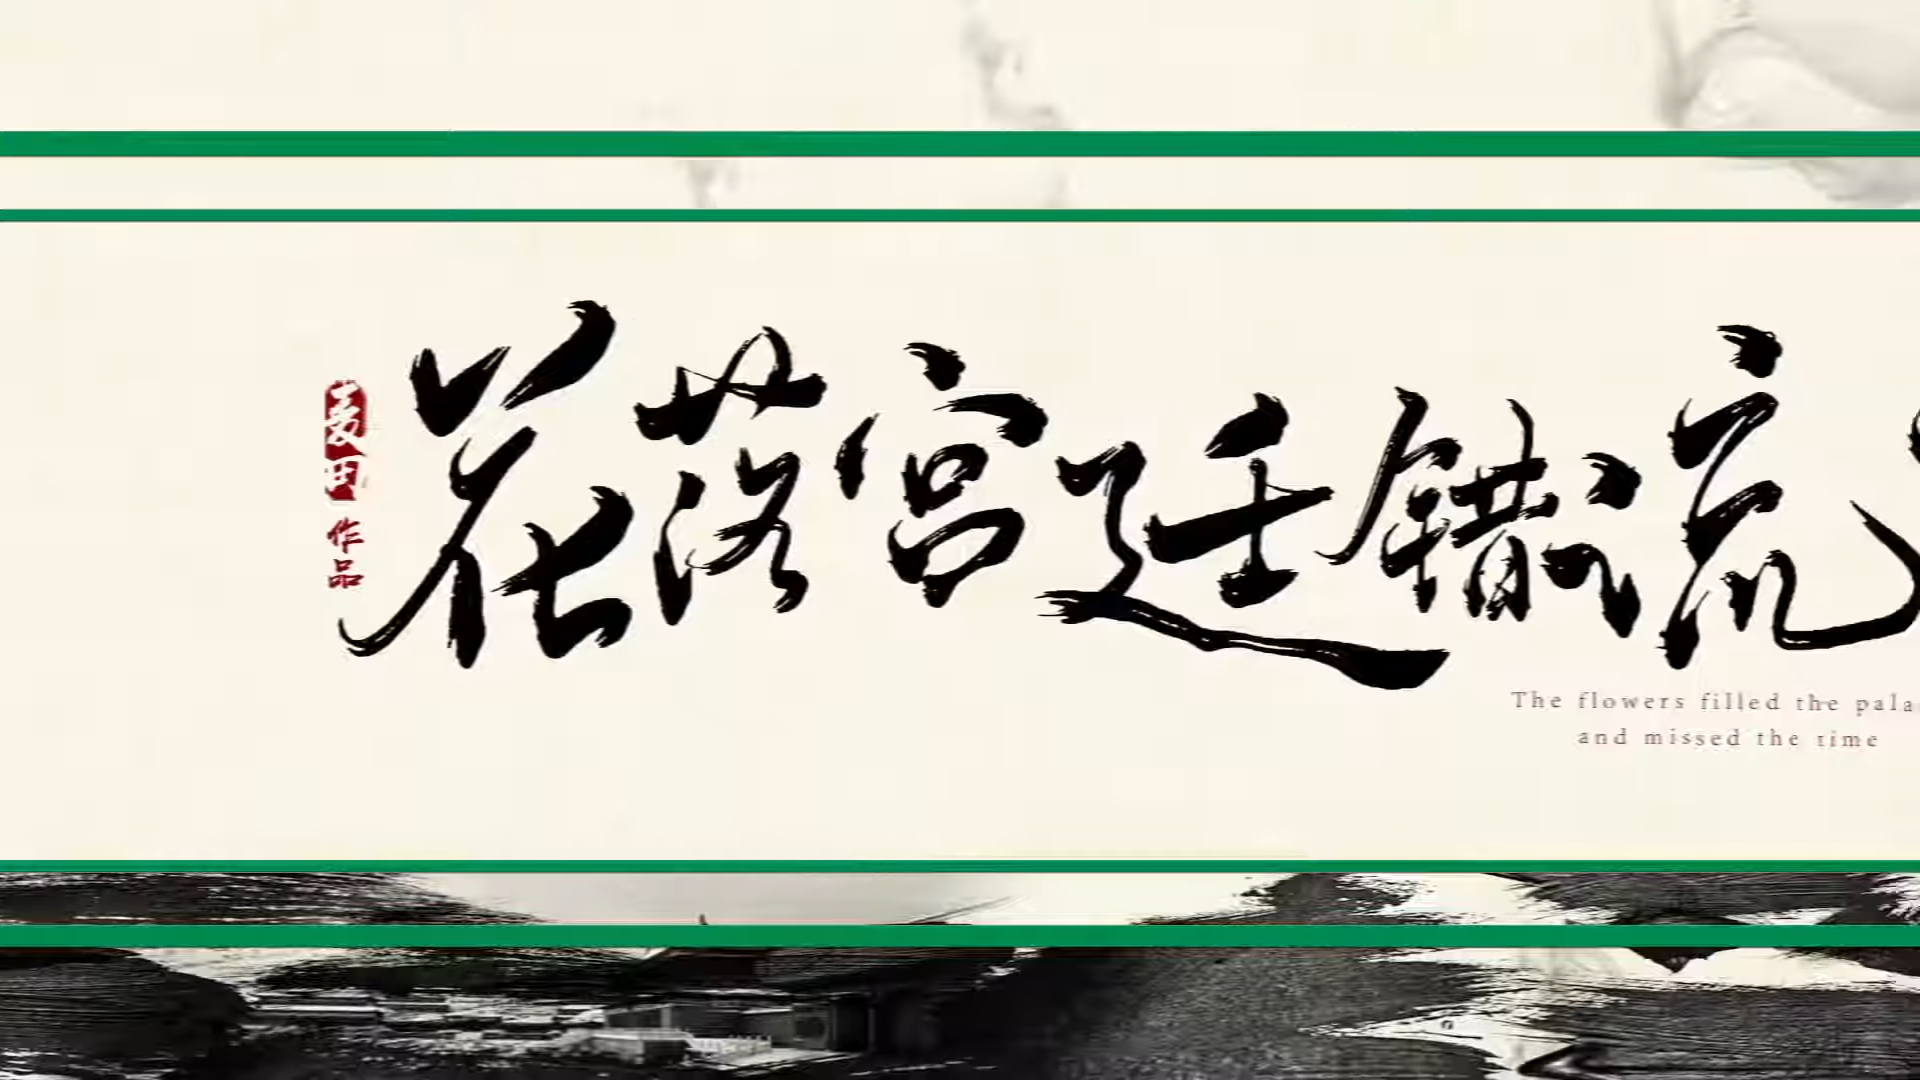 花落宫廷错流
麦田
作品
The flowers filled the pala
and missed the time